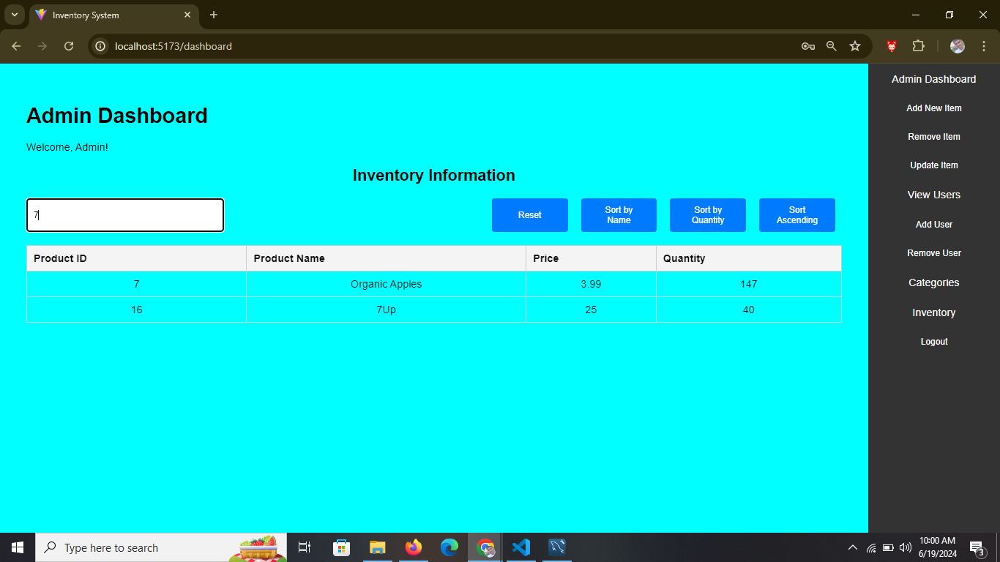 Inventory System
localhost:5173/dashboard
Admin Dashboard
Welcome, Admin!
Inventory Information
7
Reset
Sort by
Name
Sort by
Quantity
Sort
Ascending
Product ID Product Name Price Quantity
7 Organic Apples 3.99 147
16 7Up 25 40
Admin Dashboard
Add New Item
Remove Item
Update Item
View Users
Add User
Remove User
Categories
Inventory
Logout
Type here to search
10:00 AM
6/19/2024
3